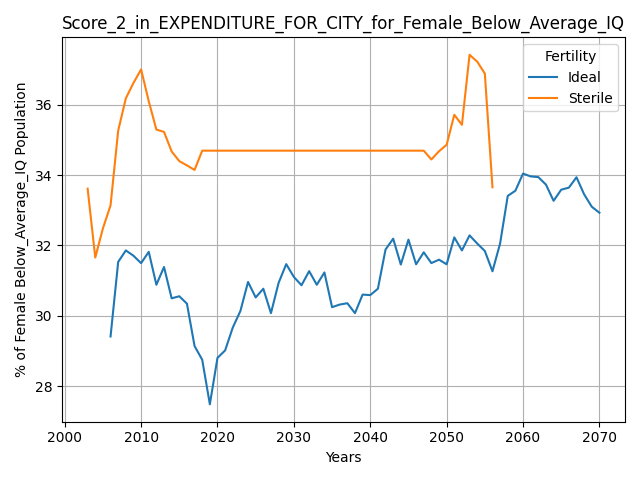 Score_2_in_EXPENDITURE_FOR_CITY_for_Female_Below_Average_IQ
% of Female Below_Average_IQ Population
36
34
32
30
28
Fertility
Ideal
Sterile
2000 2010 2020 2030 2040 2050 2060 2070
Years